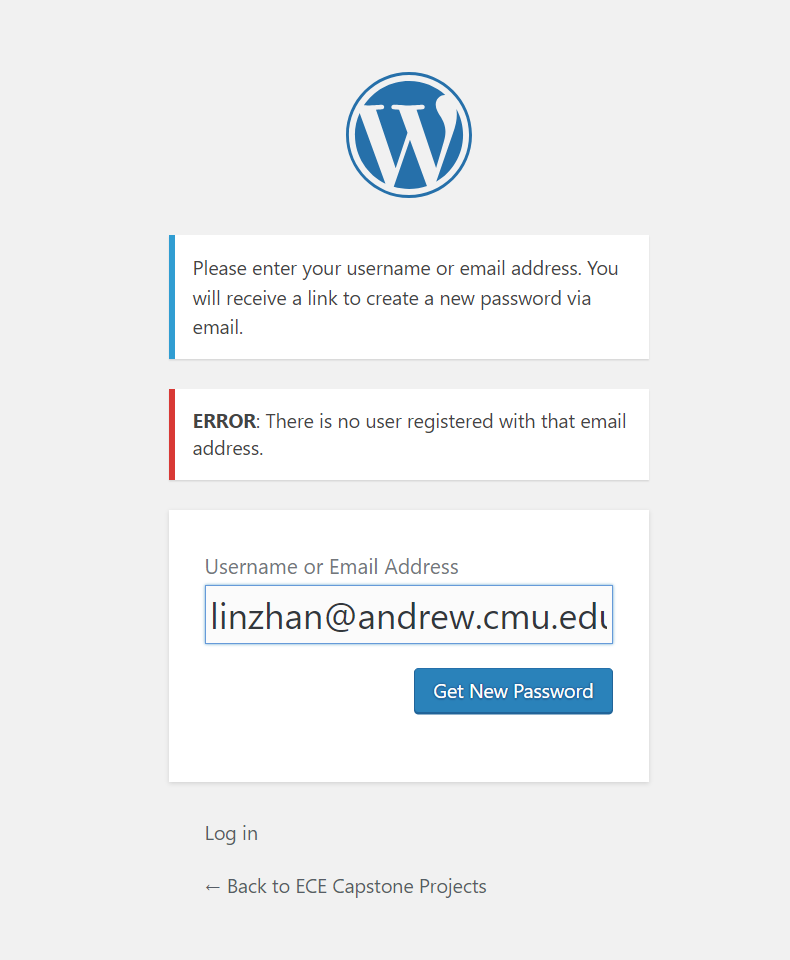 Please enter your username or email address. You
will receive a link to create a new password via
email.
ERROR: There is no user registered with that email
address.
Username or Email Address
linzhan@andrew.cmu.edu
Get New Password
Log in
← Back to ECE Capstone Projects